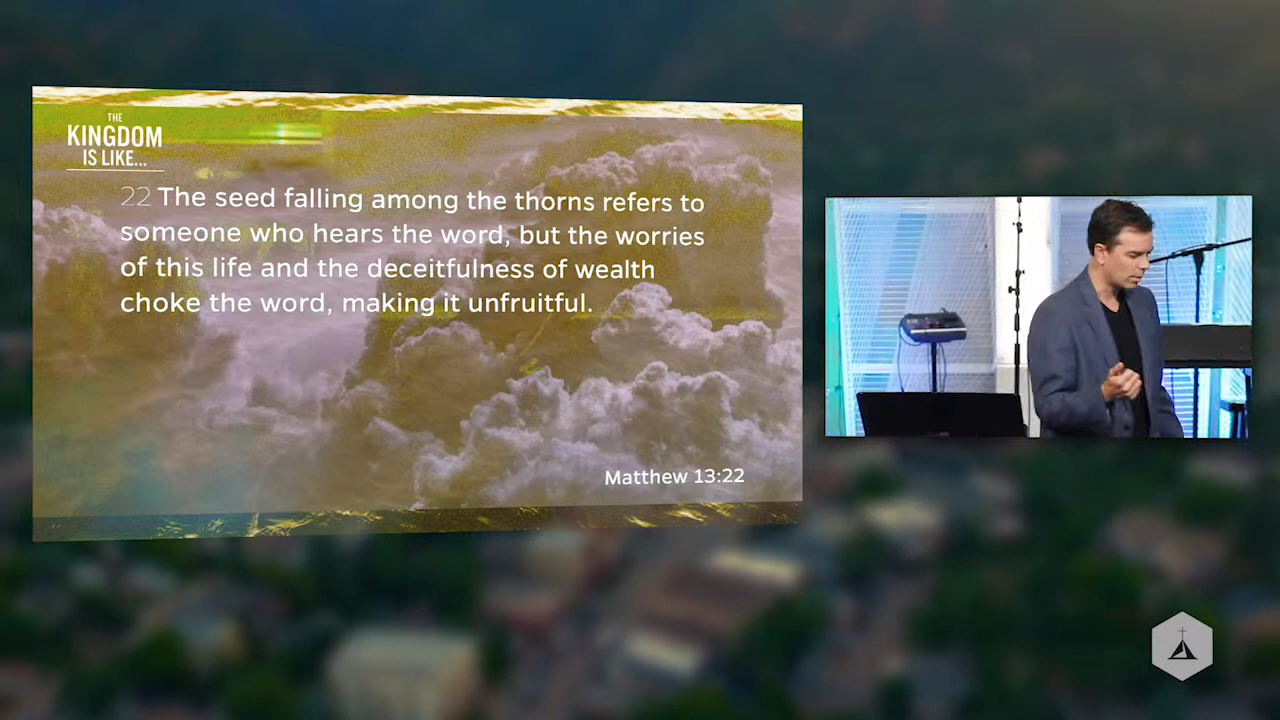 THE
KINGDOM
IS LIKE...
22 The seed falling among the thorns refers to
someone who hears the word, but the worries
of this life and the deceitfulness of wealth
choke the word, making it unfruitful.
Matthew 13:22